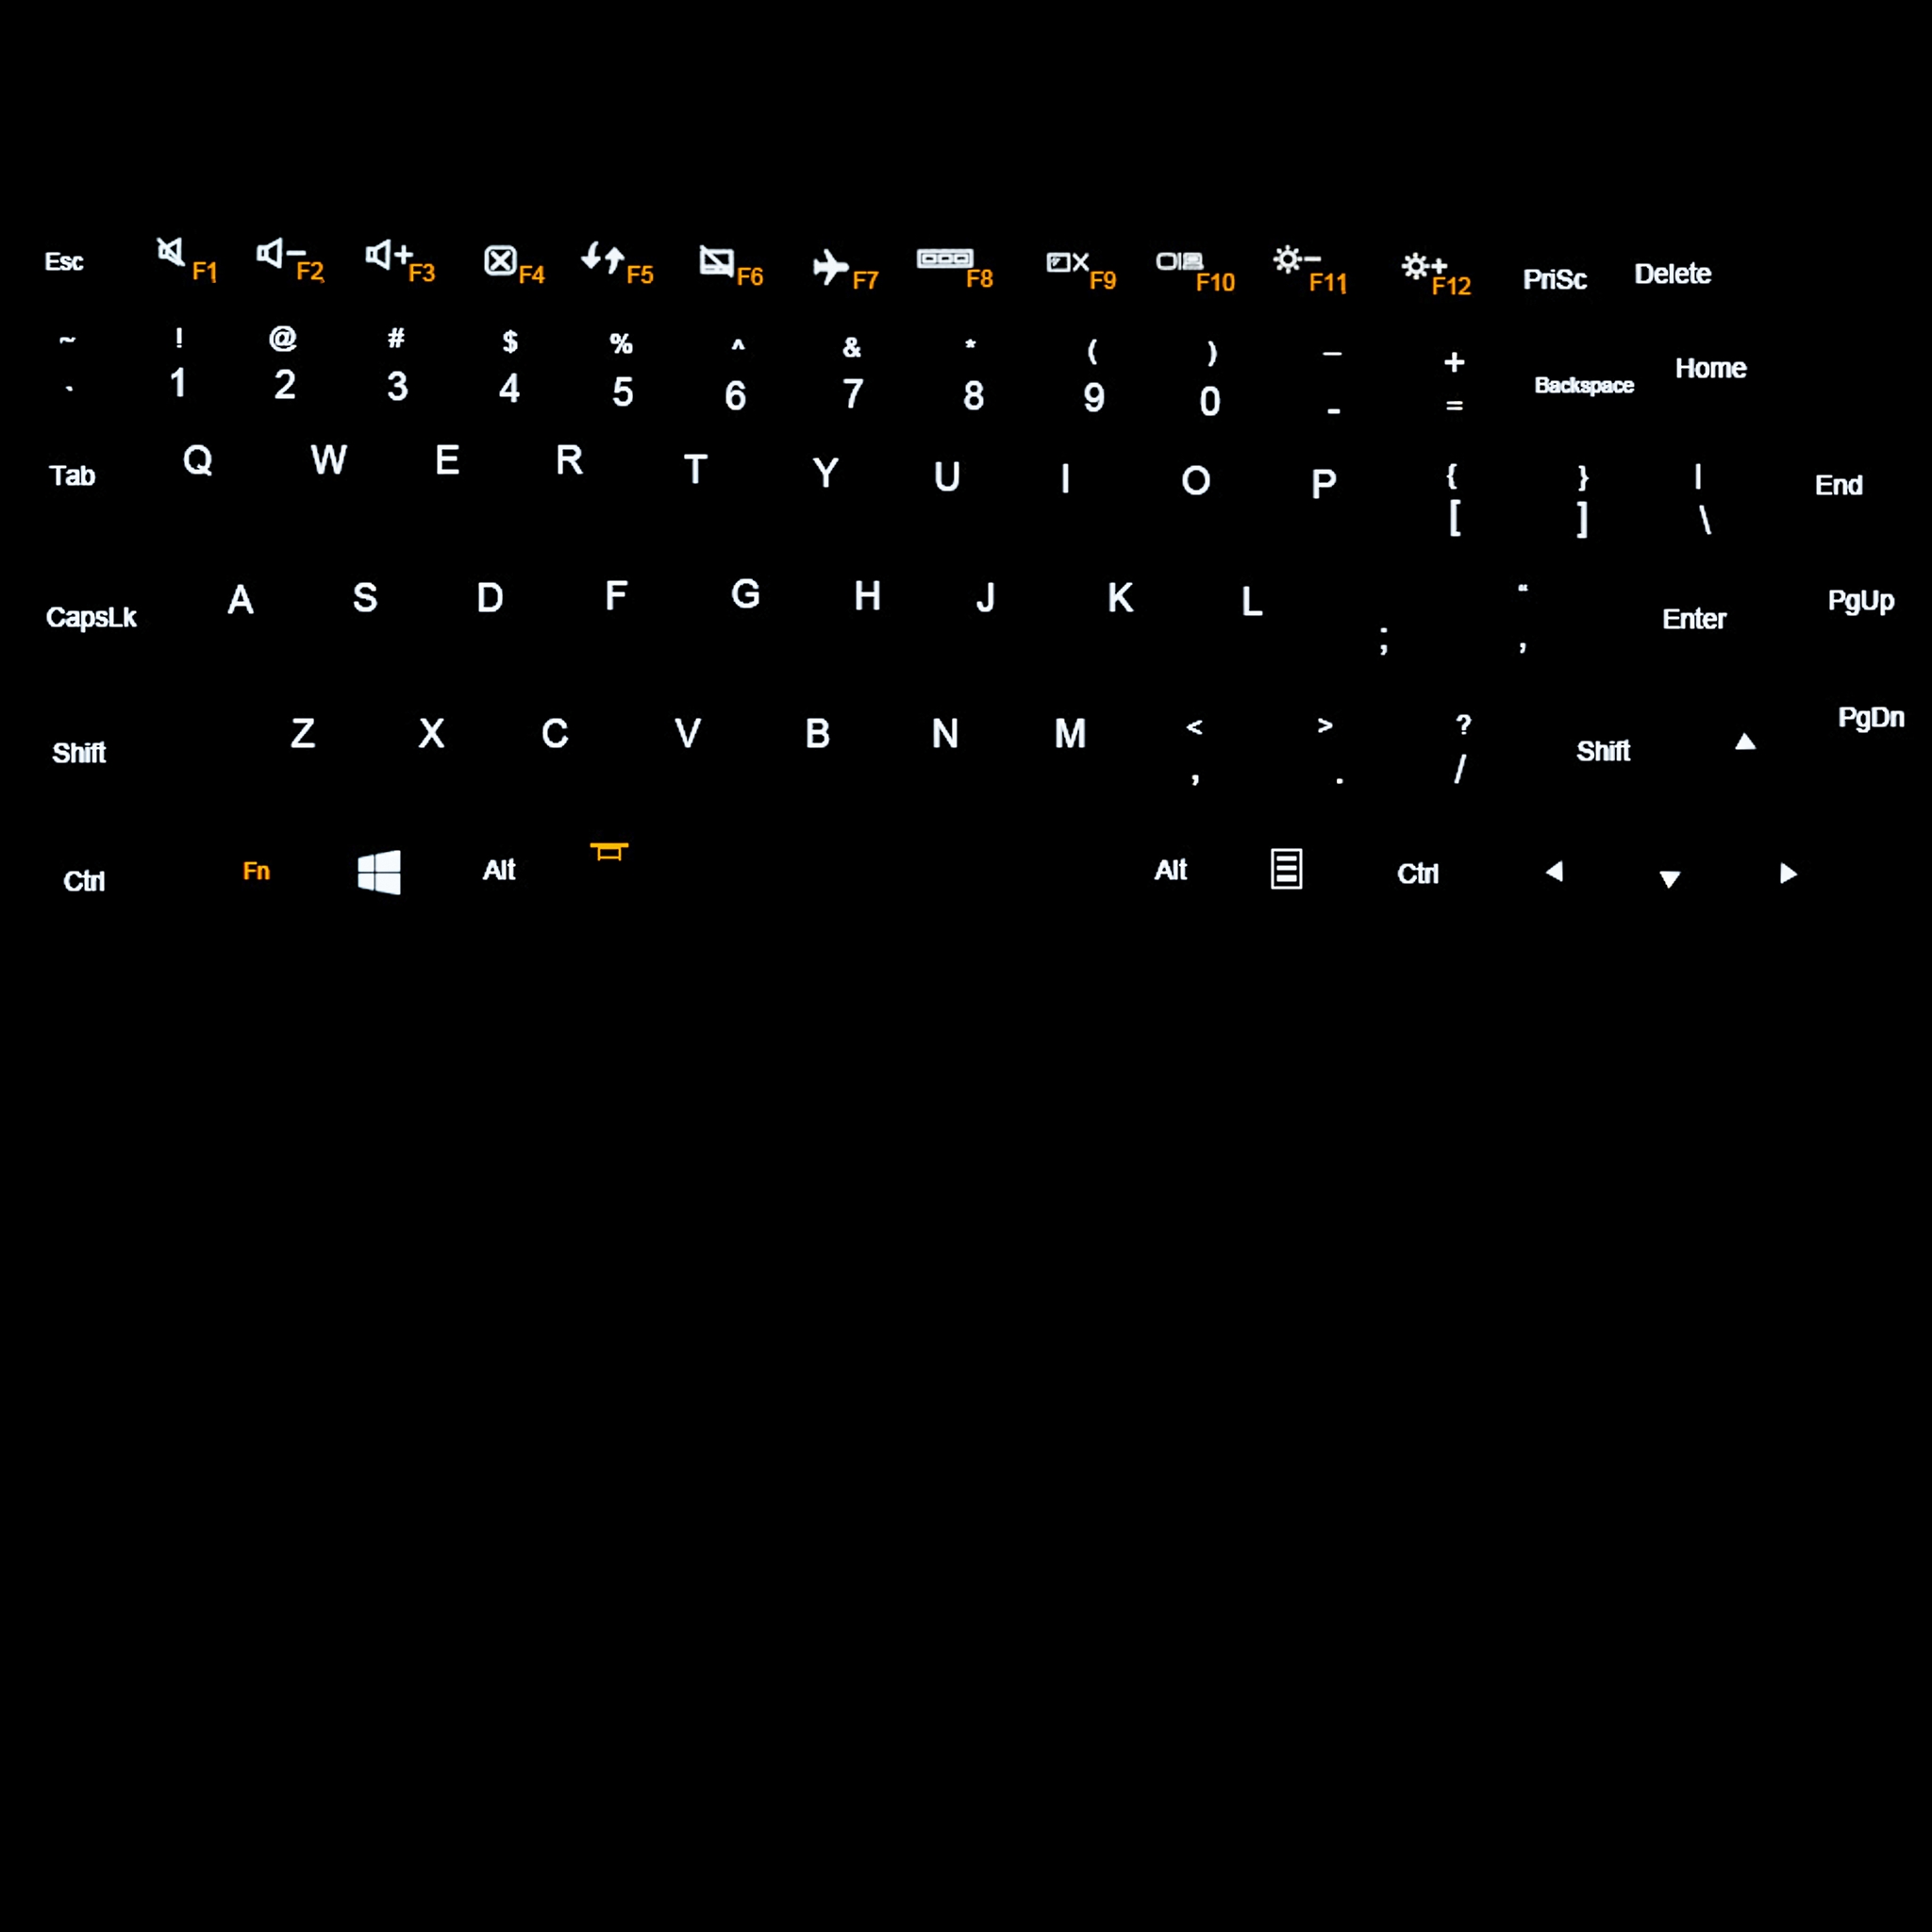 Esc F1 F2 F3 F4 F5 F6 F7 F8 F9 F10 F11 F12 PriSc Delete
~ ! @ # $ % ^ & * ( ) _ +
` 1 2 3 4 5 6 7 8 9 0 - = Backspace Home
Tab Q W E R T Y U I O P { } | End
[ ] \
CapsLk A S D F G H J K L “ Enter PgUp
; ,
Shift Z X C V B N M < > ? Shift PgDn
, . /
Ctrl Fn Alt Alt Ctrl